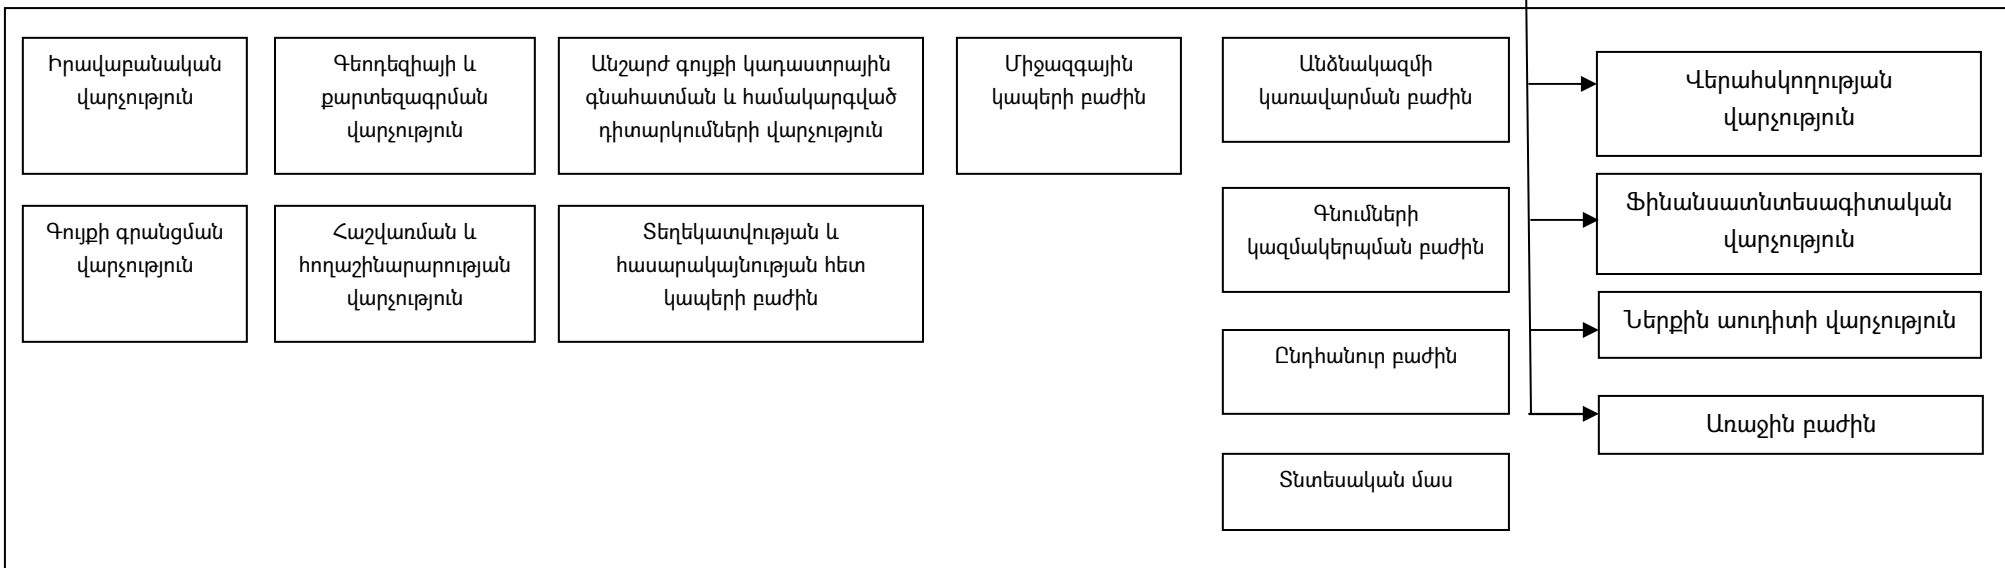 Իրավաբանական
վարչություն
Գեոդեզիայի և
քարտեզագրման
վարչություն
Անշարժ գույքի կադաստրային
գնահատման և համակարգված
դիտարկումների վարչություն
Միջազգային
կապերի բաժին
Անձնակազմի
կառավարման բաժին
Վերահսկողության
վարչություն
Գույքի գրանցման
վարչություն
Հաշվառման և
հողաշինարարության
վարչություն
Տեղեկատվության և
հասարակայնության հետ
կապերի բաժին
Գնումների
կազմակերպման բաժին
Ֆինանսատնտեսագիտական
վարչություն
Ընդհանուր բաժին
Ներքին աուդիտի վարչություն
Տնտեսական մաս
Առաջին բաժին